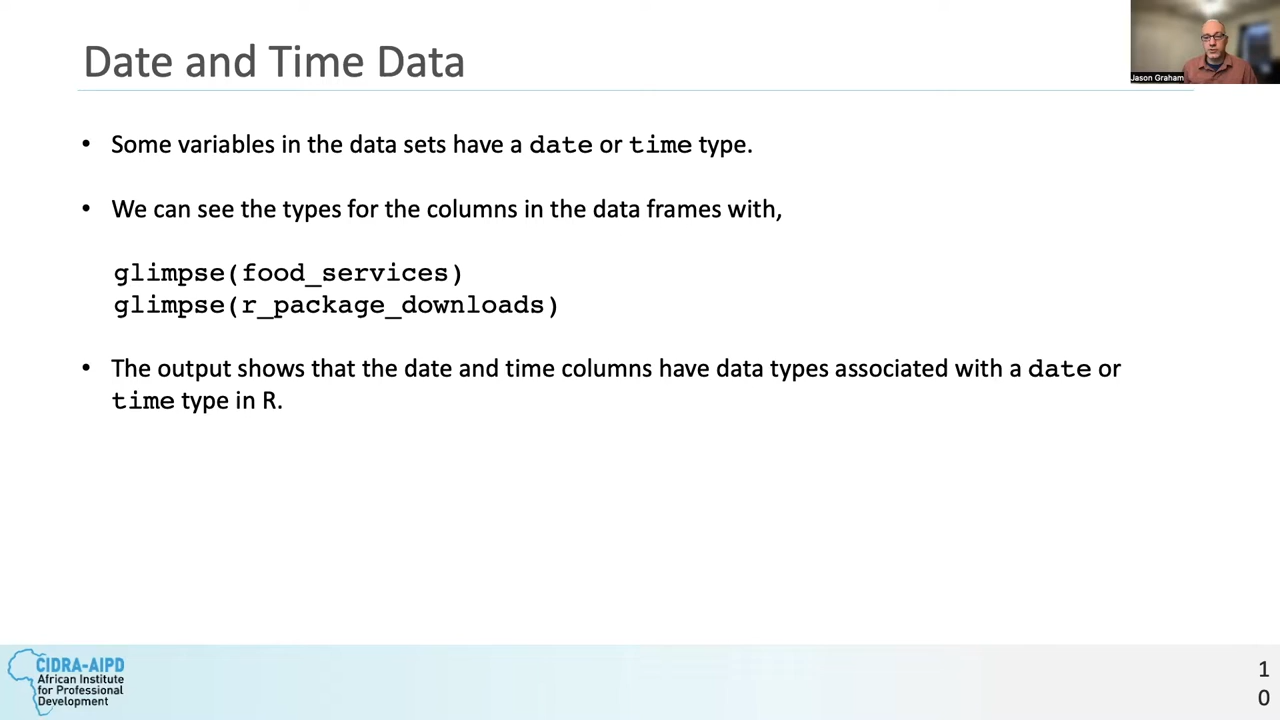 Date and Time Data
Jason Graham
• Some variables in the data sets have a date or time type.
• We can see the types for the columns in the data frames with,
glimpse(food_services)
glimpse(r_package_downloads)
• The output shows that the date and time columns have data types associated with a date or
time type in R.
CIDRA-AIPD
African Institute
for Professional
Development
1
0